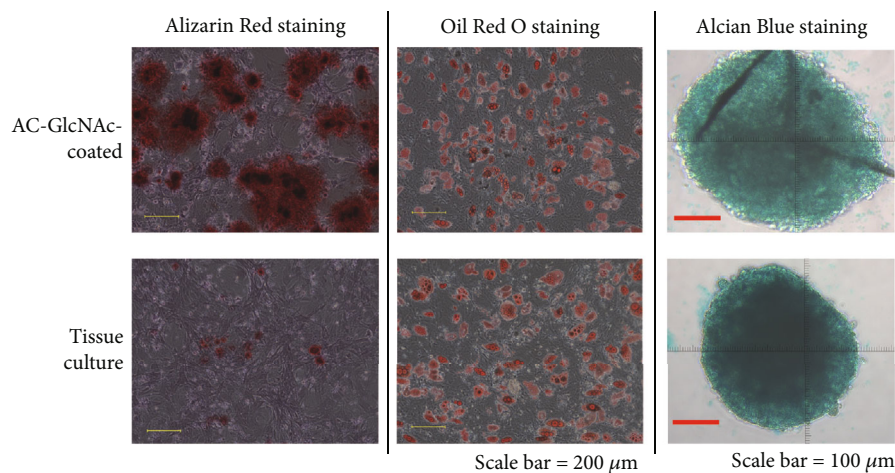 Alizarin Red staining
Oil Red O staining
Alcian Blue staining
AC-GlcNAc-
coated
Tissue
culture
Scale bar = 200 μm
Scale bar = 100 μm